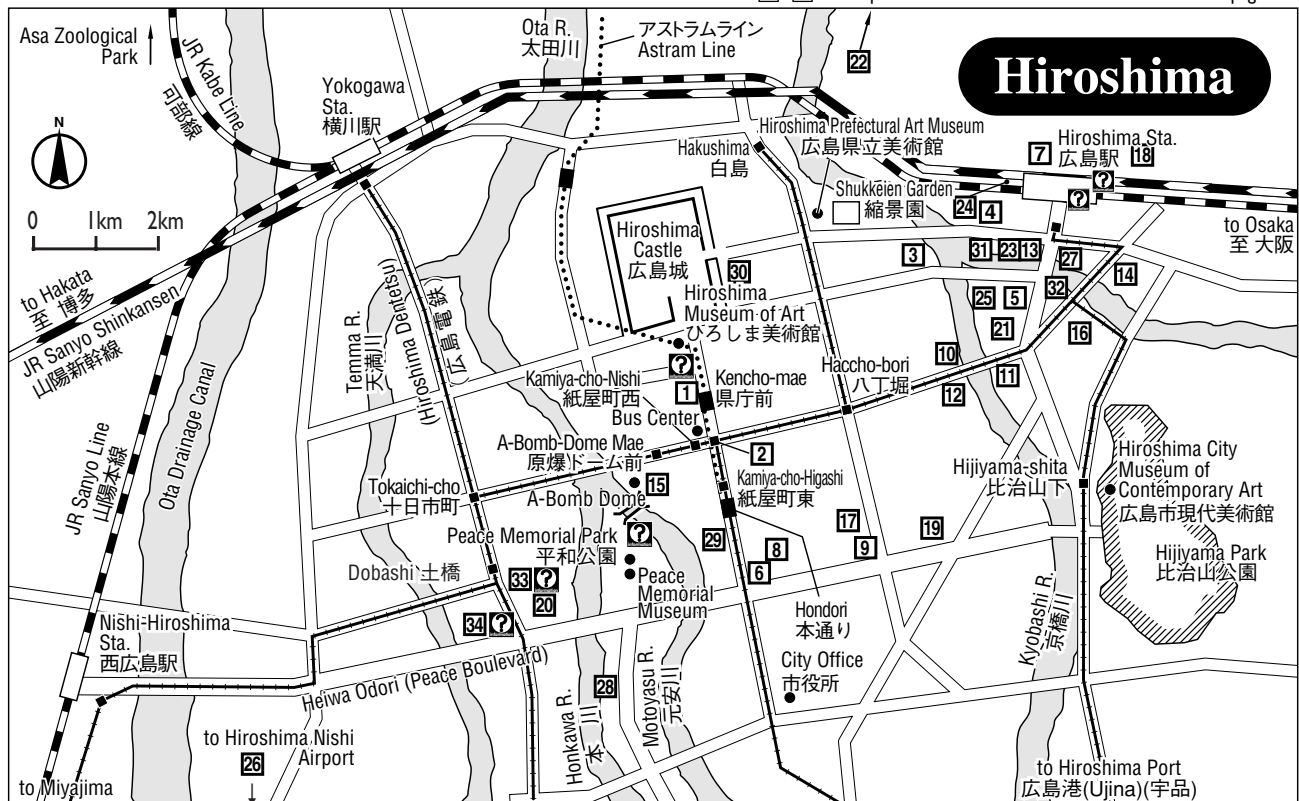 Hiroshima
Asa Zoological
Park
JR Kabe Line
可部線
Ota R.
太田川
アストラムライン
Astram Line
22
Yokogawa
Sta.
横川駅
N
0 1km 2km
Hakushima
白島
Hiroshima Prefectural Art Museum
広島県立美術館
7
Hiroshima Sta.
広島駅
18
?
?
Shukkeien Garden
縮景園
24
4
to Osaka
至 大阪
Hiroshima
Castle
広島城
30
3
31
23
13
27
14
to Hakata
至 博多
JR Sanyo Shinkansen
山陽新幹線
Temma R.
天満川
(Hiroshima Dentetsu)
(広島電鉄)
Hiroshima
Museum of Art
ひろしま美術館
?
25
5
32
21
16
Kamiya-cho-Nishi
紙屋町西
1
Kencho-mae
県庁前
Haccho-bori
八丁堀
10
12
11
Bus Center
A-Bomb-Dome Mae
原爆ドーム前
2
JR Sanyo Line
山陽本線
Ota Drainage Canal
Tokaichi-cho
十日市町
A-Bomb Dome
15
Kamiya-cho-Higashi
紙屋町東
Hijiyama-shita
比治山下
Hiroshima City
Museum of
Contemporary Art
広島市現代美術館
Peace Memorial Park
平和公園
?
29
8
6
17
9
19
Hijiyama Park
比治山公園
Dobashi 土橋
33
?
20
Peace
Memorial
Museum
34
?
Hondori
本通り
Kyobashi R.
京橋川
Nishi-Hiroshima
Sta.
西広島駅
Heiwa Odori (Peace Boulevard)
City Office
市役所
Honkawa R.
本川
28
Motoyasu R.
元安川
to Hiroshima Nishi
Airport
26
to Miyajima
to Hiroshima Port
広島港(Ujina)(宇品)